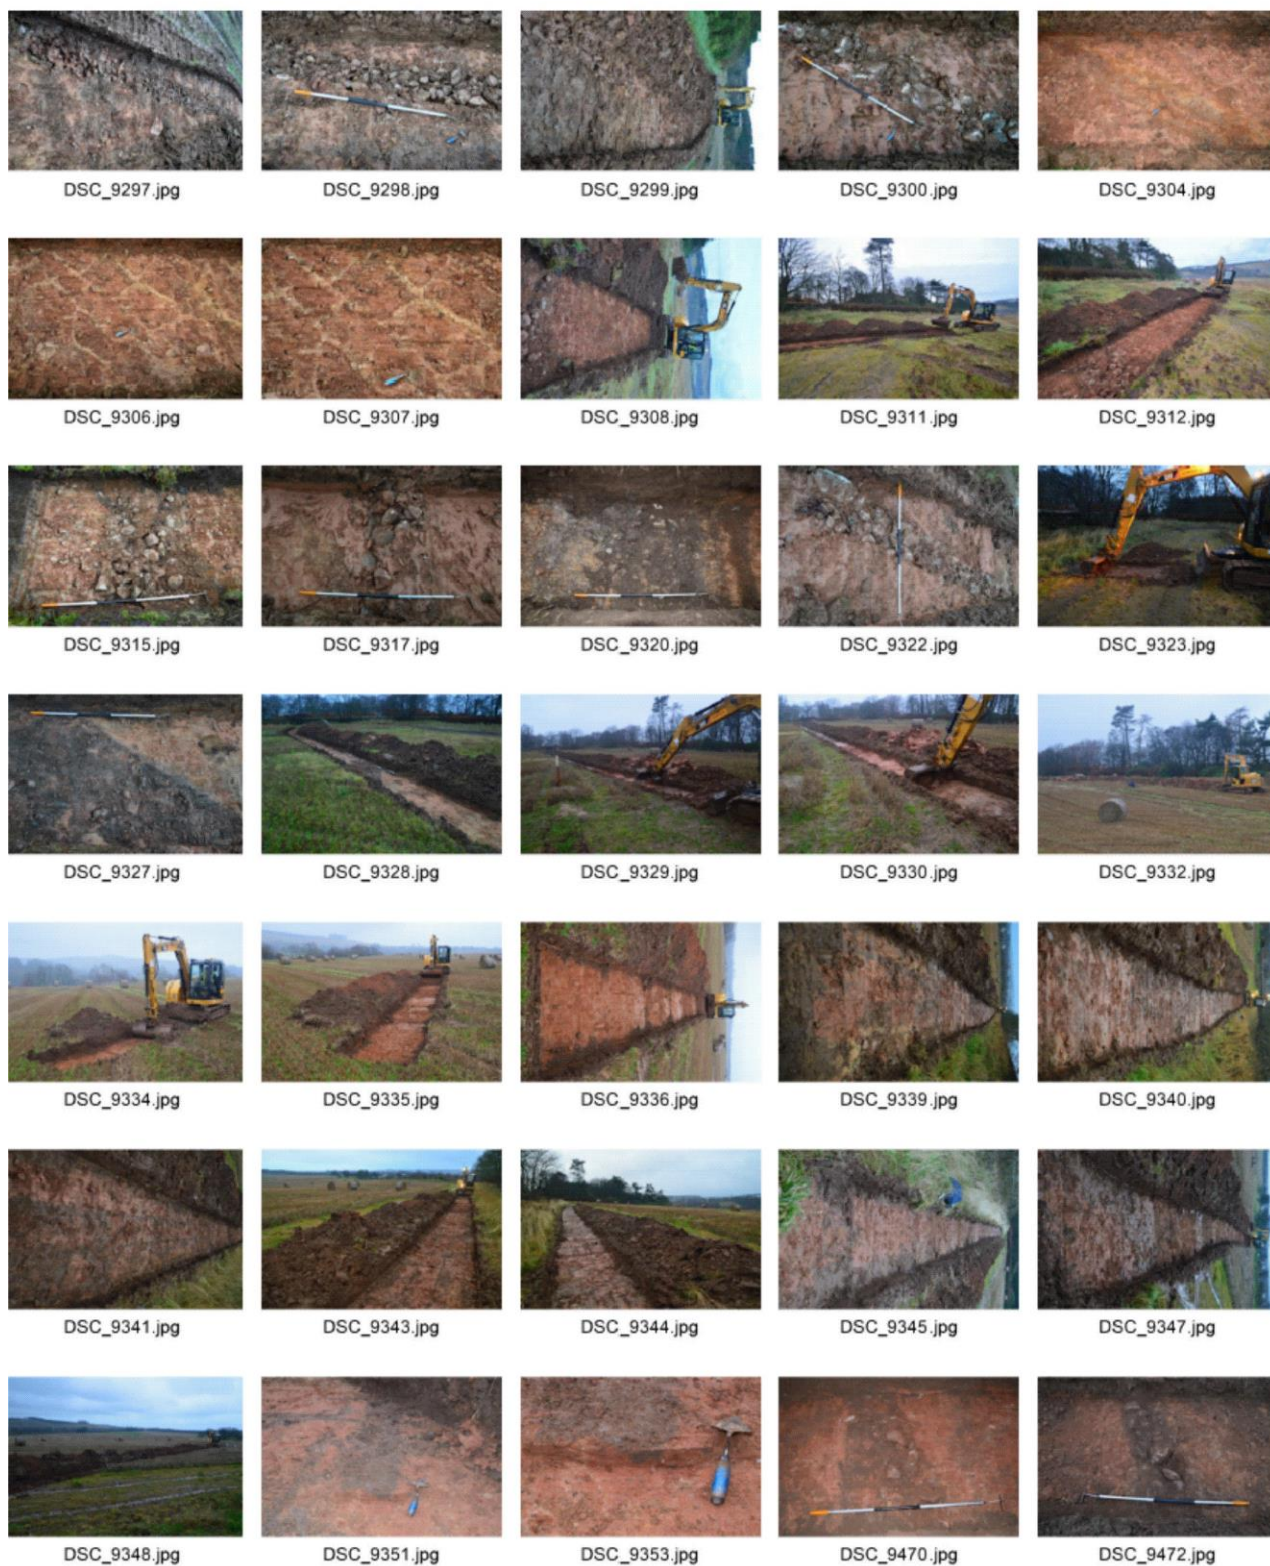 DSC_9297.jpg DSC_9298.jpg DSC_9299.jpg DSC_9300.jpg DSC_9304.jpg
DSC_9306.jpg DSC_9307.jpg DSC_9308.jpg DSC_9311.jpg DSC_9312.jpg
DSC_9315.jpg DSC_9317.jpg DSC_9320.jpg DSC_9322.jpg DSC_9323.jpg
DSC_9327.jpg DSC_9328.jpg DSC_9329.jpg DSC_9330.jpg DSC_9332.jpg
DSC_9334.jpg DSC_9335.jpg DSC_9336.jpg DSC_9339.jpg DSC_9340.jpg
DSC_9341.jpg DSC_9343.jpg DSC_9344.jpg DSC_9345.jpg DSC_9347.jpg
DSC_9348.jpg DSC_9351.jpg DSC_9353.jpg DSC_9470.jpg DSC_9472.jpg